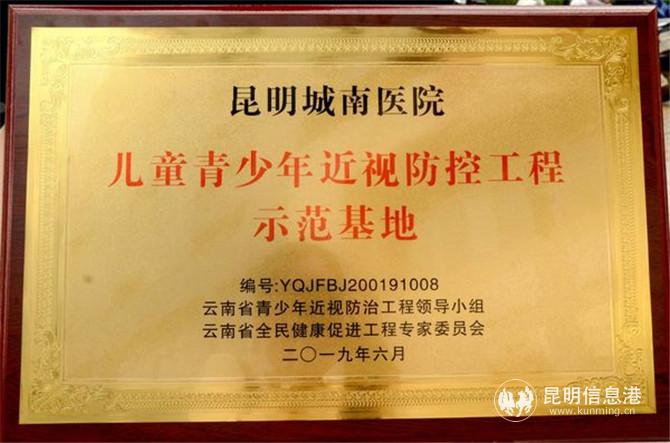 昆明城南医院
儿童青少年近视防控工程
示范基地
编号:YQJFBJ200191008
云南省青少年近视防治工程领导小组
云南省全民健康促进工程专家委员会
二〇一九年六月
昆明信息港
www.kunming.cn